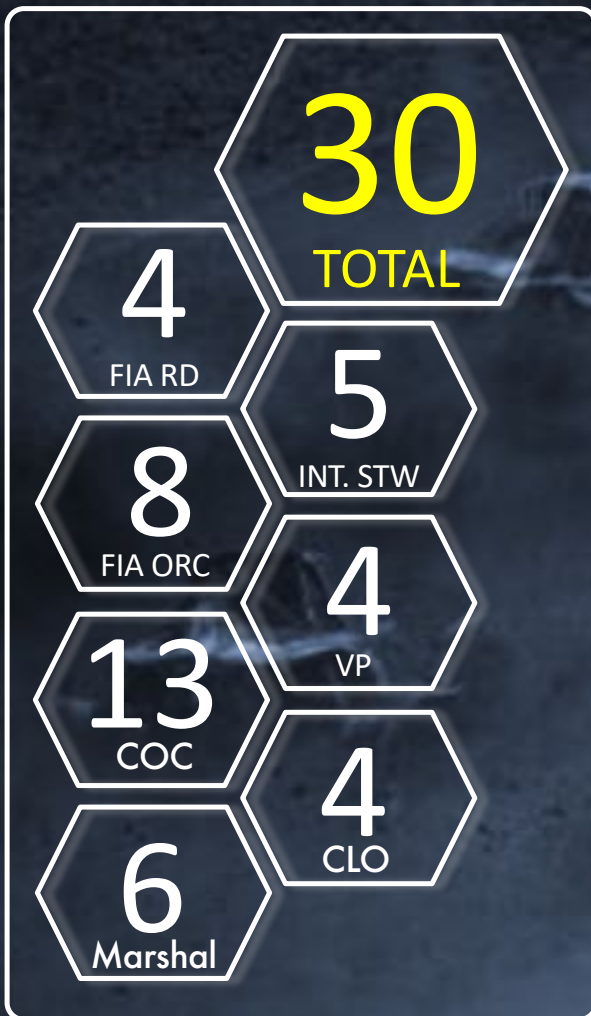 30
TOTAL
4
FIA RD
5
INT. STW
8
FIA ORC
4
VP
13
COC
4
CLO
6
Marshal